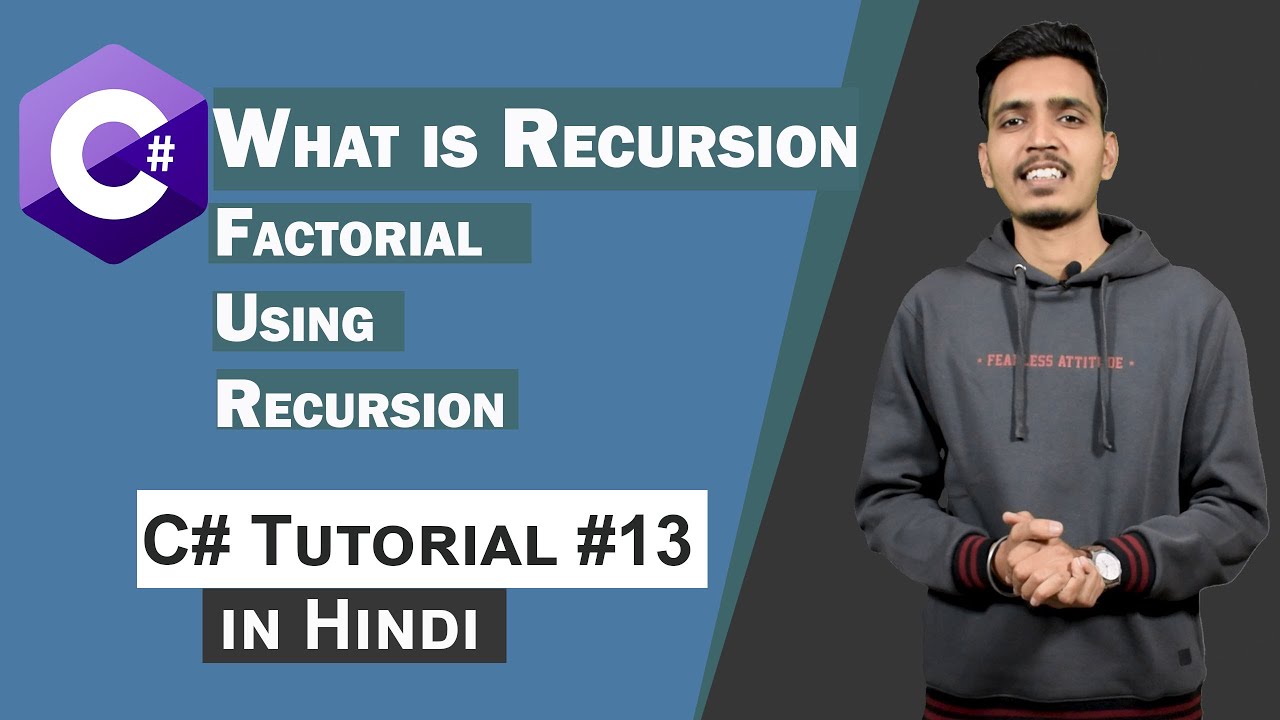 C#
What is Recursion
Factorial
Using
Recursion
C# Tutorial #13
in Hindi
• FEARLESS ATTITUDE •